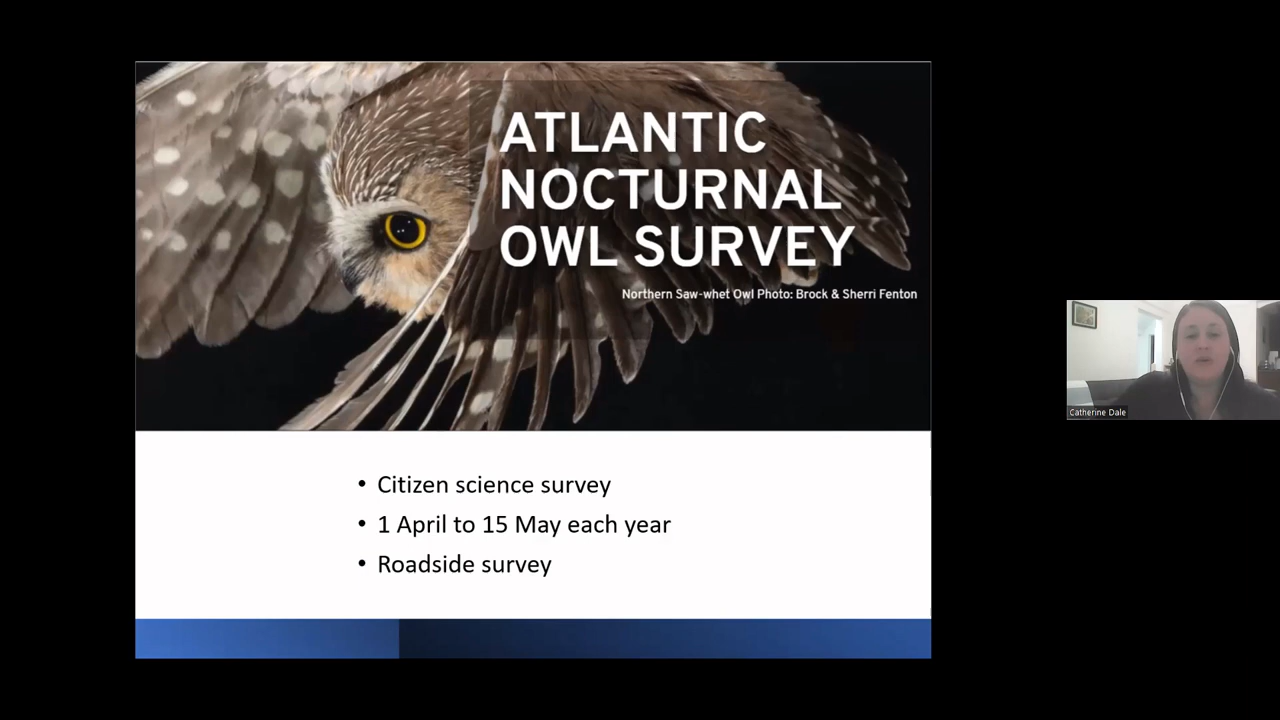 ATLANTIC
NOCTURNAL
OWL SURVEY
Northern Saw-whet Owl Photo: Brock & Sherri Fenton
• Citizen science survey
• 1 April to 15 May each year
• Roadside survey
Catherine Dale